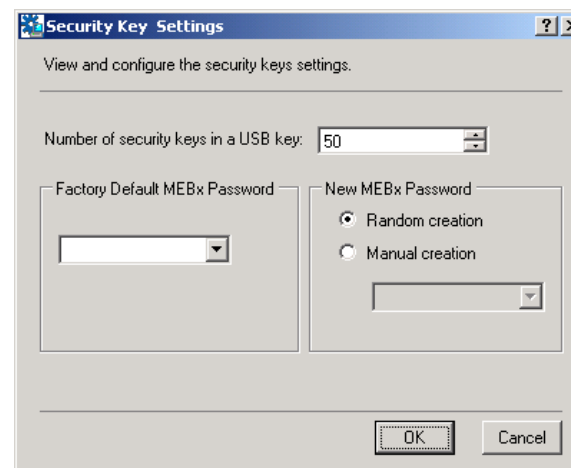 Security Key Settings
View and configure the security keys settings.
Number of security keys in a USB key: 50
Factory Default MEBx Password
New MEBx Password
Random creation
Manual creation
OK Cancel